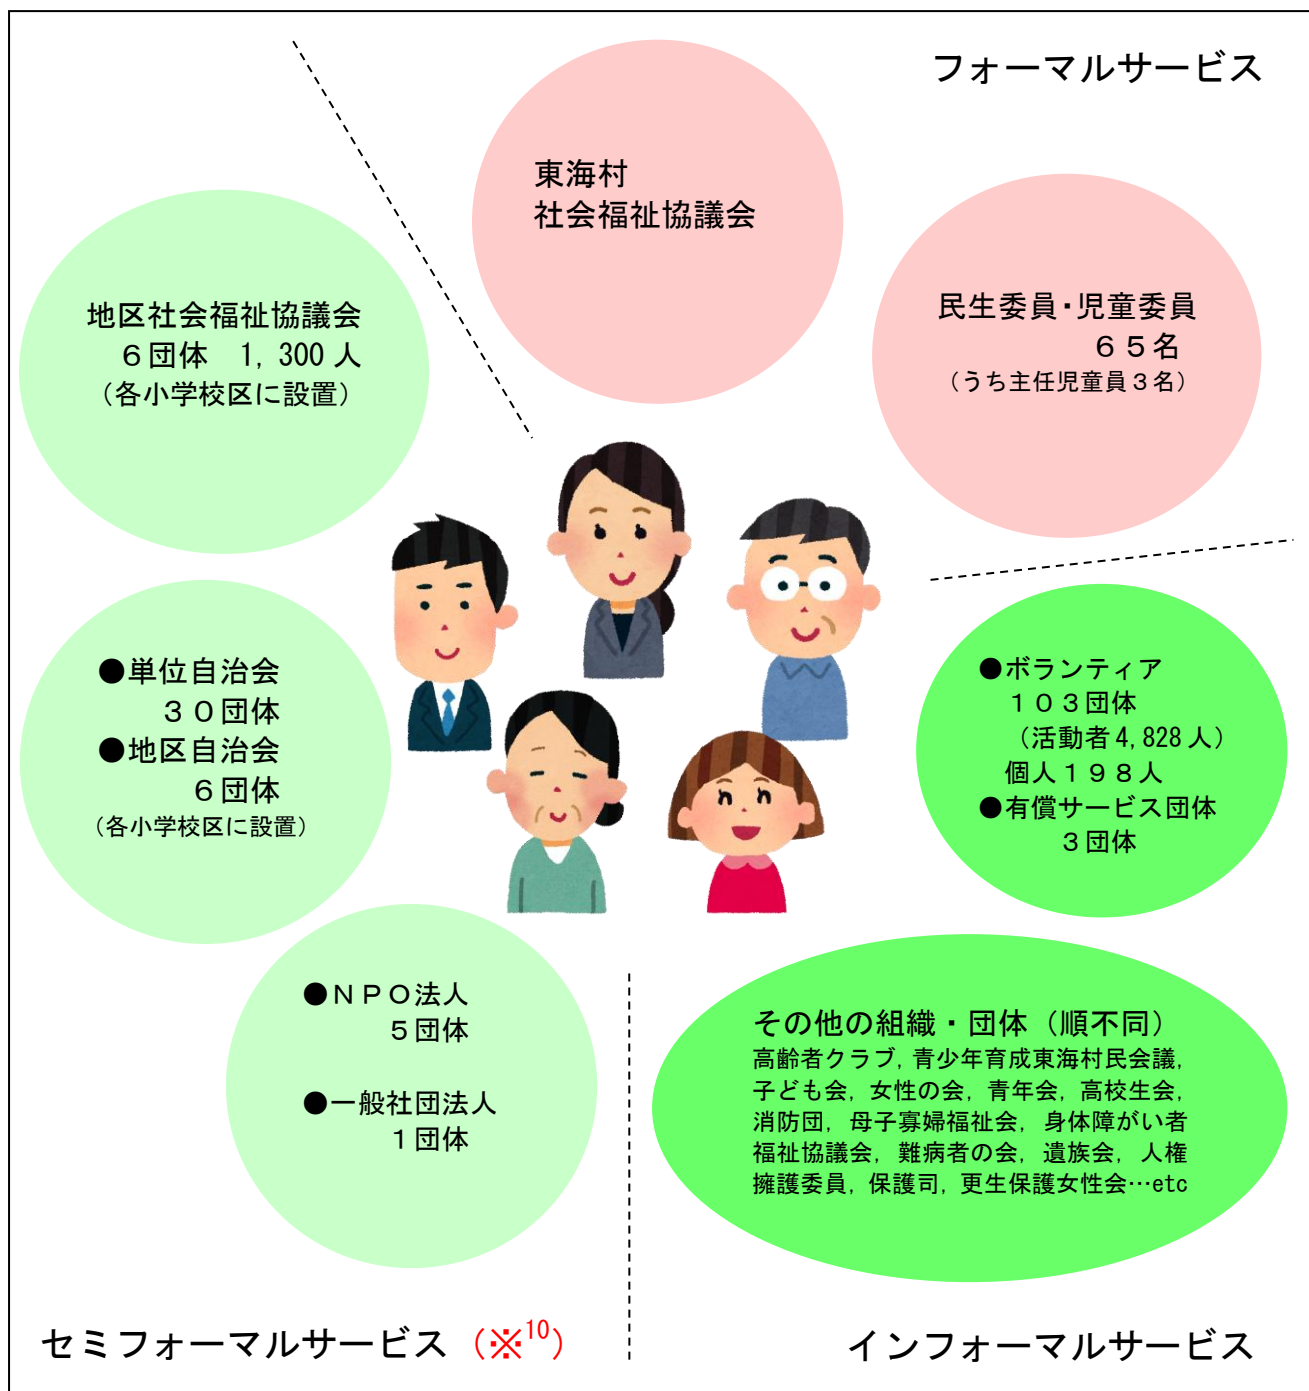 フォーマルサービス
東海村
社会福祉協議会
民生委員・児童委員
６５名
（うち主任児童員３名）
地区社会福祉協議会
６団体　1,300人
（各小学校区に設置）
●単位自治会
３０団体
●地区自治会
６団体
（各小学校区に設置）
●ボランティア
１０３団体
（活動者4,828人）
個人１９８人
●有償サービス団体
３団体
●ＮＰＯ法人
５団体
●一般社団法人
１団体
その他の組織・団体（順不同）
高齢者クラブ,青少年育成東海村民会議,
子ども会,女性の会,青年会,高校生会,
消防団,母子寡婦福祉会,身体障がい者
福祉協議会,難病者の会,遺族会,人権
擁護委員,保護司,更生保護女性会…etc
セミフォーマルサービス（※10）
インフォーマルサービス